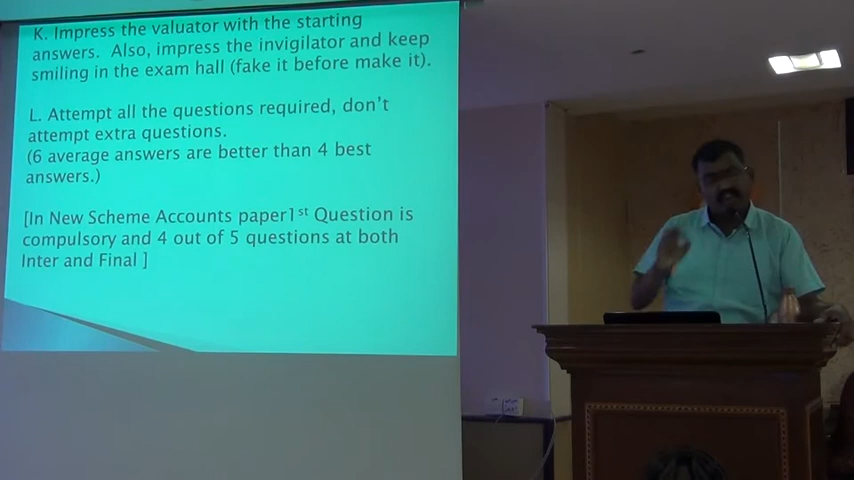 K. Impress the valuator with the starting
answers. Also, impress the invigilator and keep
smiling in the exam hall (fake it before make it).
L. Attempt all the questions required, don't
attempt extra questions.
(6 average answers are better than 4 best
answers.)
[In New Scheme Accounts paper1st Question is
compulsory and 4 out of 5 questions at both
Inter and Final ]